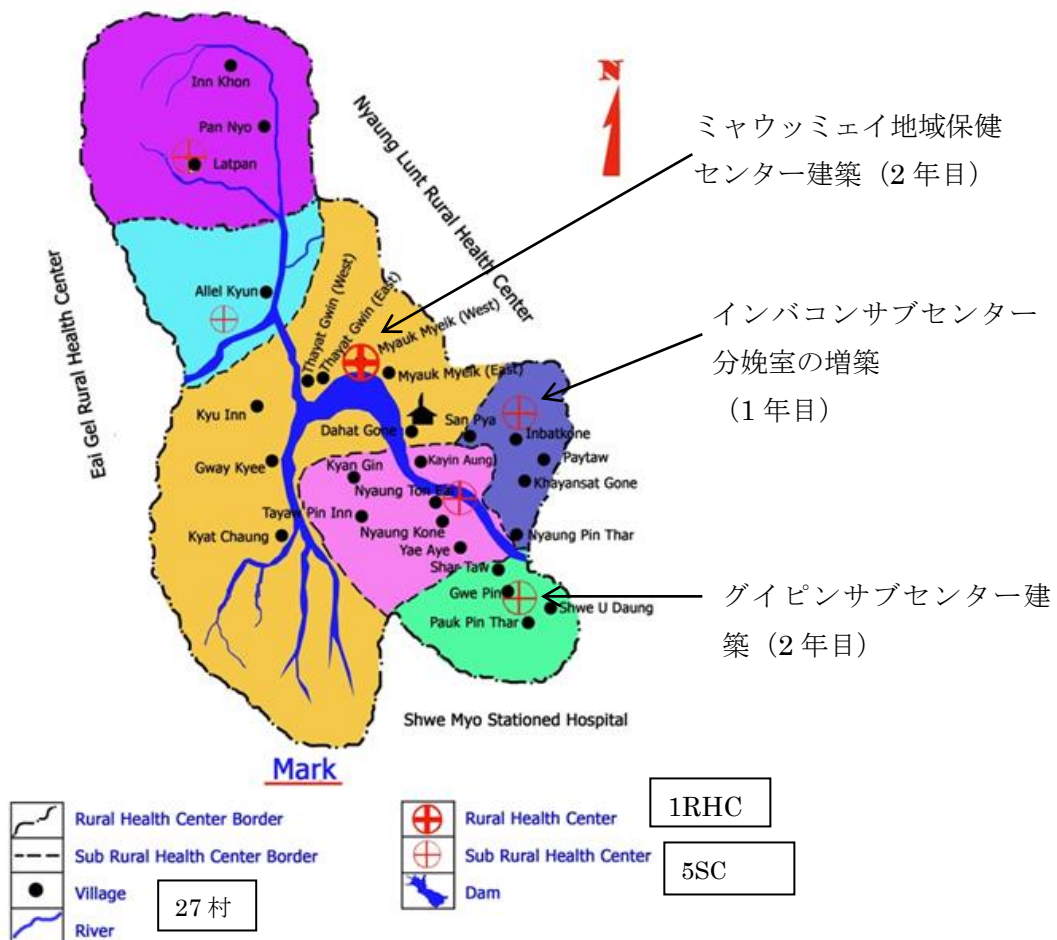 Inn Khon
Pan Nyo
Latpan
Allel Kyun
Eai Gel Rural Health Center
Nyaung Lunt Rural Health Center
N
ミャウッミェイ地域保健
センター建築（2 年目）
Thayat Gwin (West)
Thayat Gwin (East)
Myauk Myeik (West)
Myauk Myeik (East)
インバコンサブセンター
分娩室の増築
（1 年目）
Kyu Inn
Dahat Gone
San Pya
Inbatkone
Gway Kyee
Kyan Gin
Kayin Aung
Paytaw
Nyaung Ton
Khayansat Gone
Tayaw Pin Inn
Nyaung Kone
Kyat Chaung
Yae Aye
Nyaung Pin Thar
Shar Taw
Gwe Pin
Shwe U Daung
Pauk Pin Thar
グイピンサブセンター建
築（2 年目）
Shwe Myo Stationed Hospital
Mark
Rural Health Center Border
Sub Rural Health Center Border
Village
27 村
River
Rural Health Center
1RHC
Sub Rural Health Center
5SC
Dam